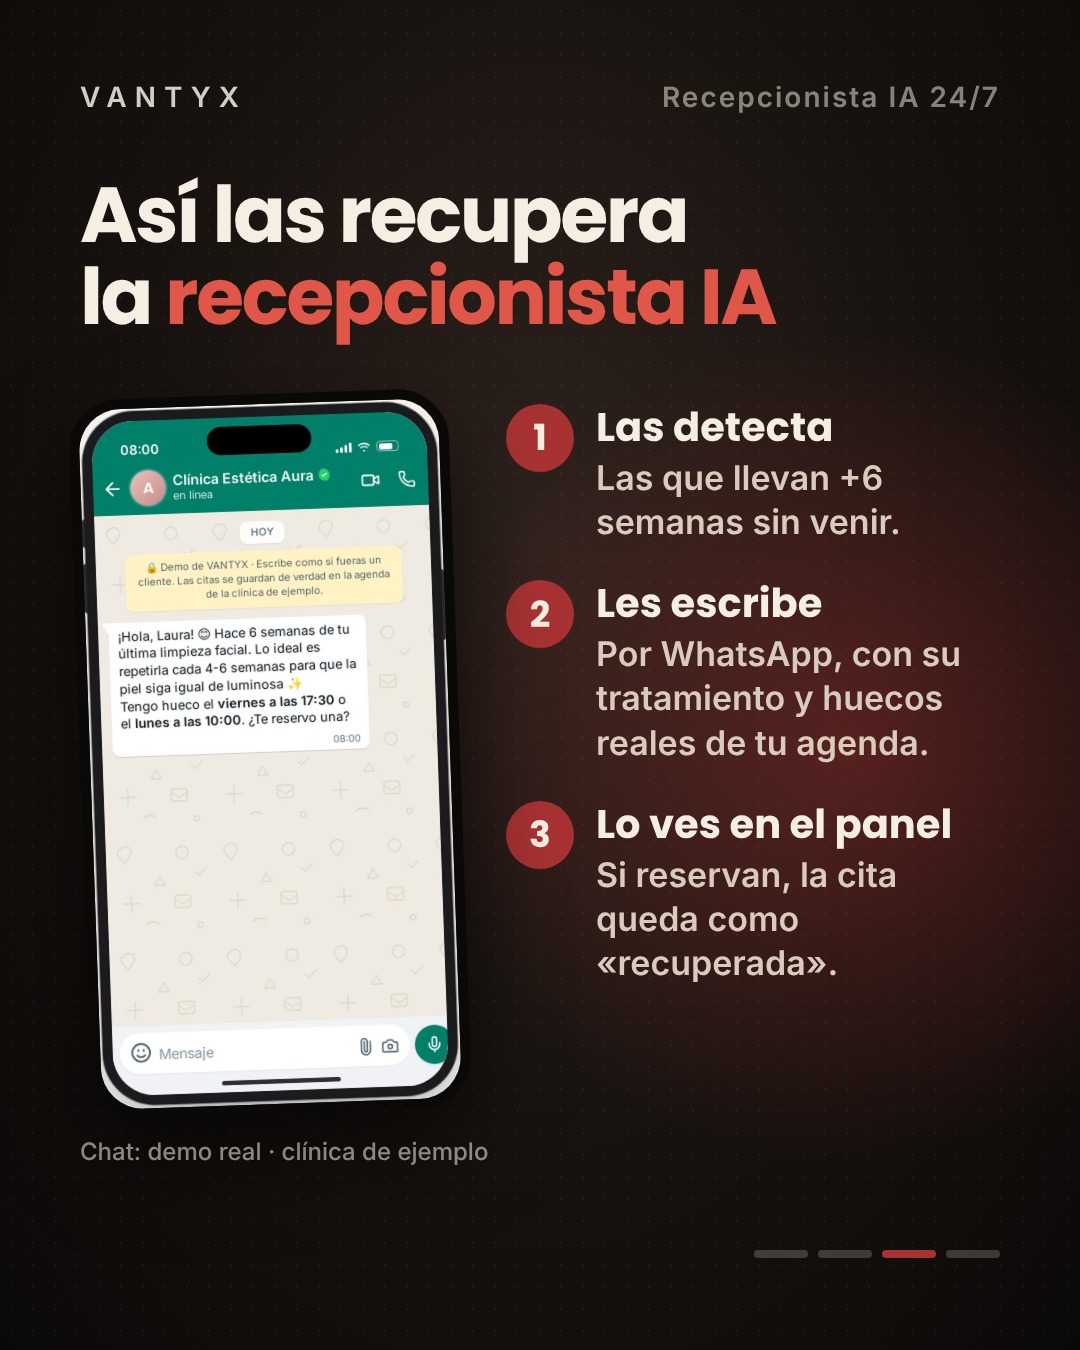 VANTYX
Recepcionista IA 24/7
Así las recupera
la recepcionista IA
08:00
A
Clínica Estética Aura
en línea
HOY
🔒 Demo de VANTYX · Escribe como si fueras un
cliente. Las citas se guardan de verdad en la agenda
de la clínica de ejemplo.
¡Hola, Laura! 😊 Hace 6 semanas de tu
última limpieza facial. Lo ideal es
repetirla cada 4-6 semanas para que la
piel siga igual de luminosa ✨
Tengo hueco el viernes a las 17:30 o
el lunes a las 10:00. ¿Te reservo una?
08:00
Mensaje
1
Las detecta
Las que llevan +6
semanas sin venir.
2
Les escribe
Por WhatsApp, con su
tratamiento y huecos
reales de tu agenda.
3
Lo ves en el panel
Si reservan, la cita
queda como
«recuperada».
Chat: demo real · clínica de ejemplo